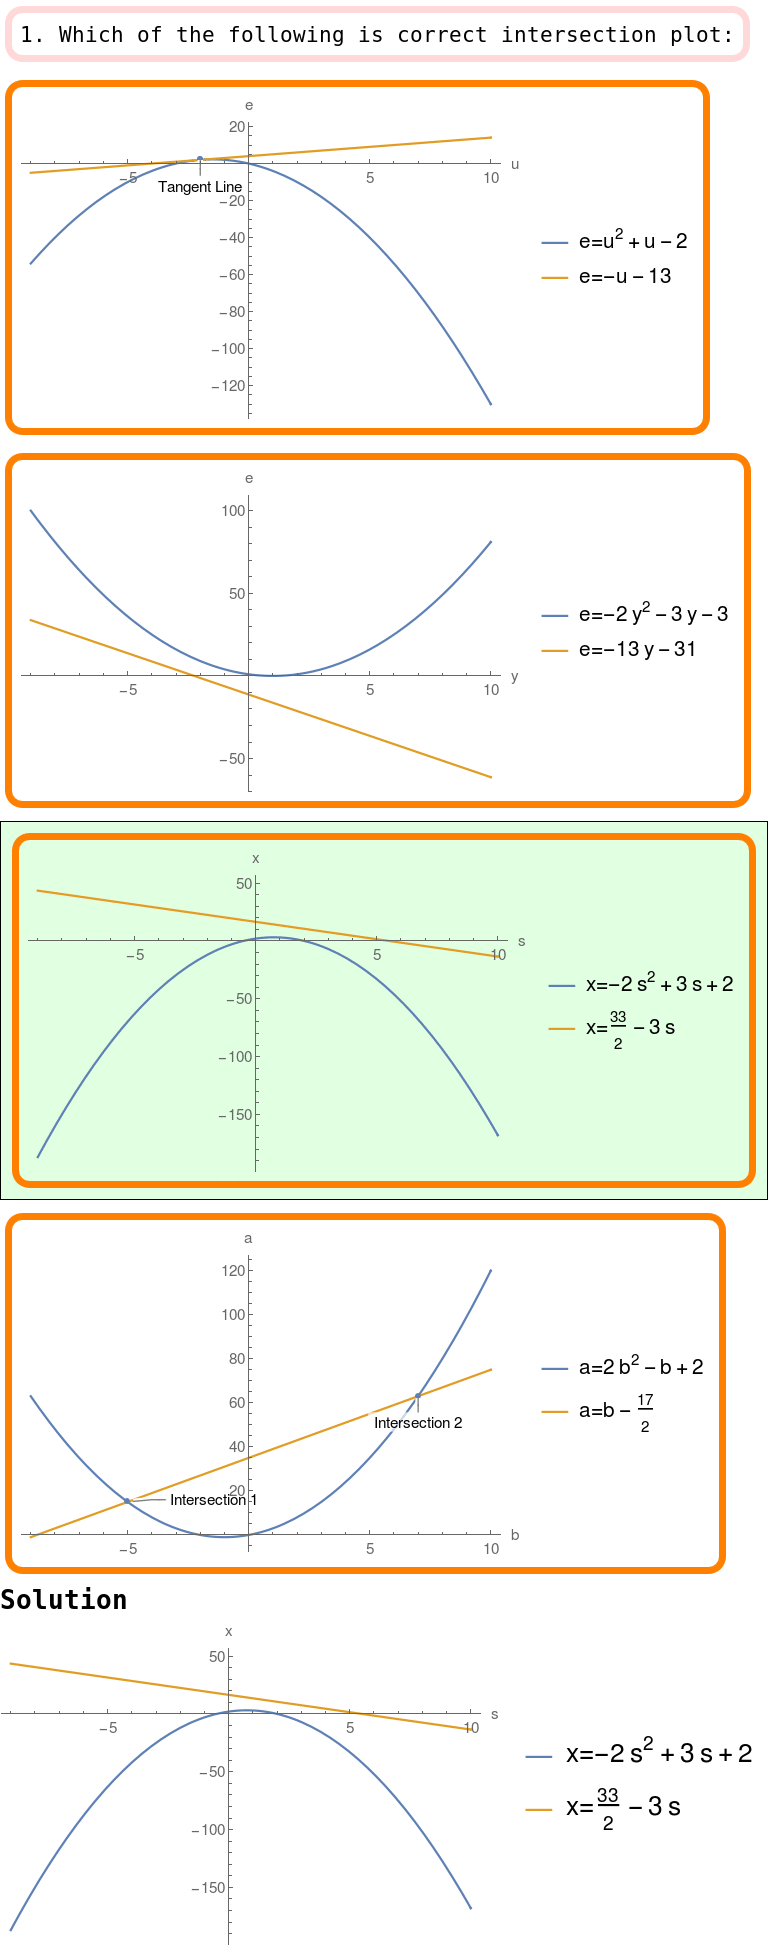 1. Which of the following is correct intersection plot:
e
20
u
-5
5
10
Tangent Line
-20
-40
-60
-80
-100
-120
e=u² + u − 2
e=−u − 13
e
100
50
y
-5
5
10
-50
e=−2 y² − 3 y − 3
e=−13 y − 31
x
50
s
-5
5
10
-50
-100
-150
x=−2 s² + 3 s + 2
x=33/2 − 3 s
a
120
100
80
60
Intersection 2
40
20
Intersection 1
b
-5
5
10
a=2 b² − b + 2
a=b − 17/2
Solution
x
50
s
-5
5
10
-50
-100
-150
x=−2 s² + 3 s + 2
x=33/2 − 3 s